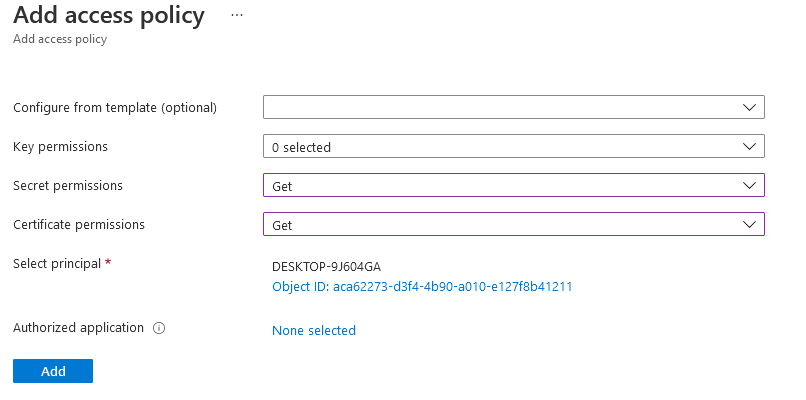 Add access policy ...
Add access policy
Configure from template (optional)
Key permissions 0 selected
Secret permissions Get
Certificate permissions Get
Select principal * DESKTOP-9J604GA
Object ID: aca62273-d3f4-4b90-a010-e127f8b41211
Authorized application None selected
Add